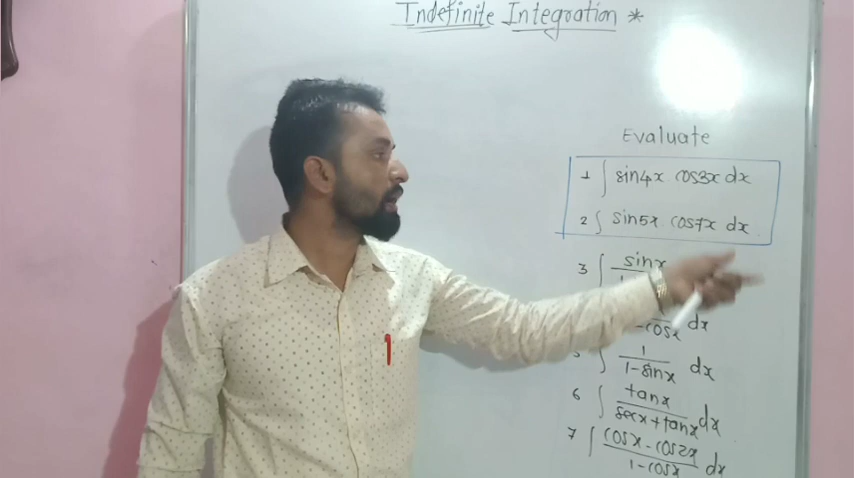 Indefinite Integration *
Evaluate
1 ∫ sin4x cos3x dx
2 ∫ sin5x cos7x dx
3 ∫ sinx
-cosx dx
5 ∫ 1/(1-sinx) dx
6 ∫ tanx/(secx+tanx) dx
7 ∫ (cosx-cos2x)/(1-cosx) dx